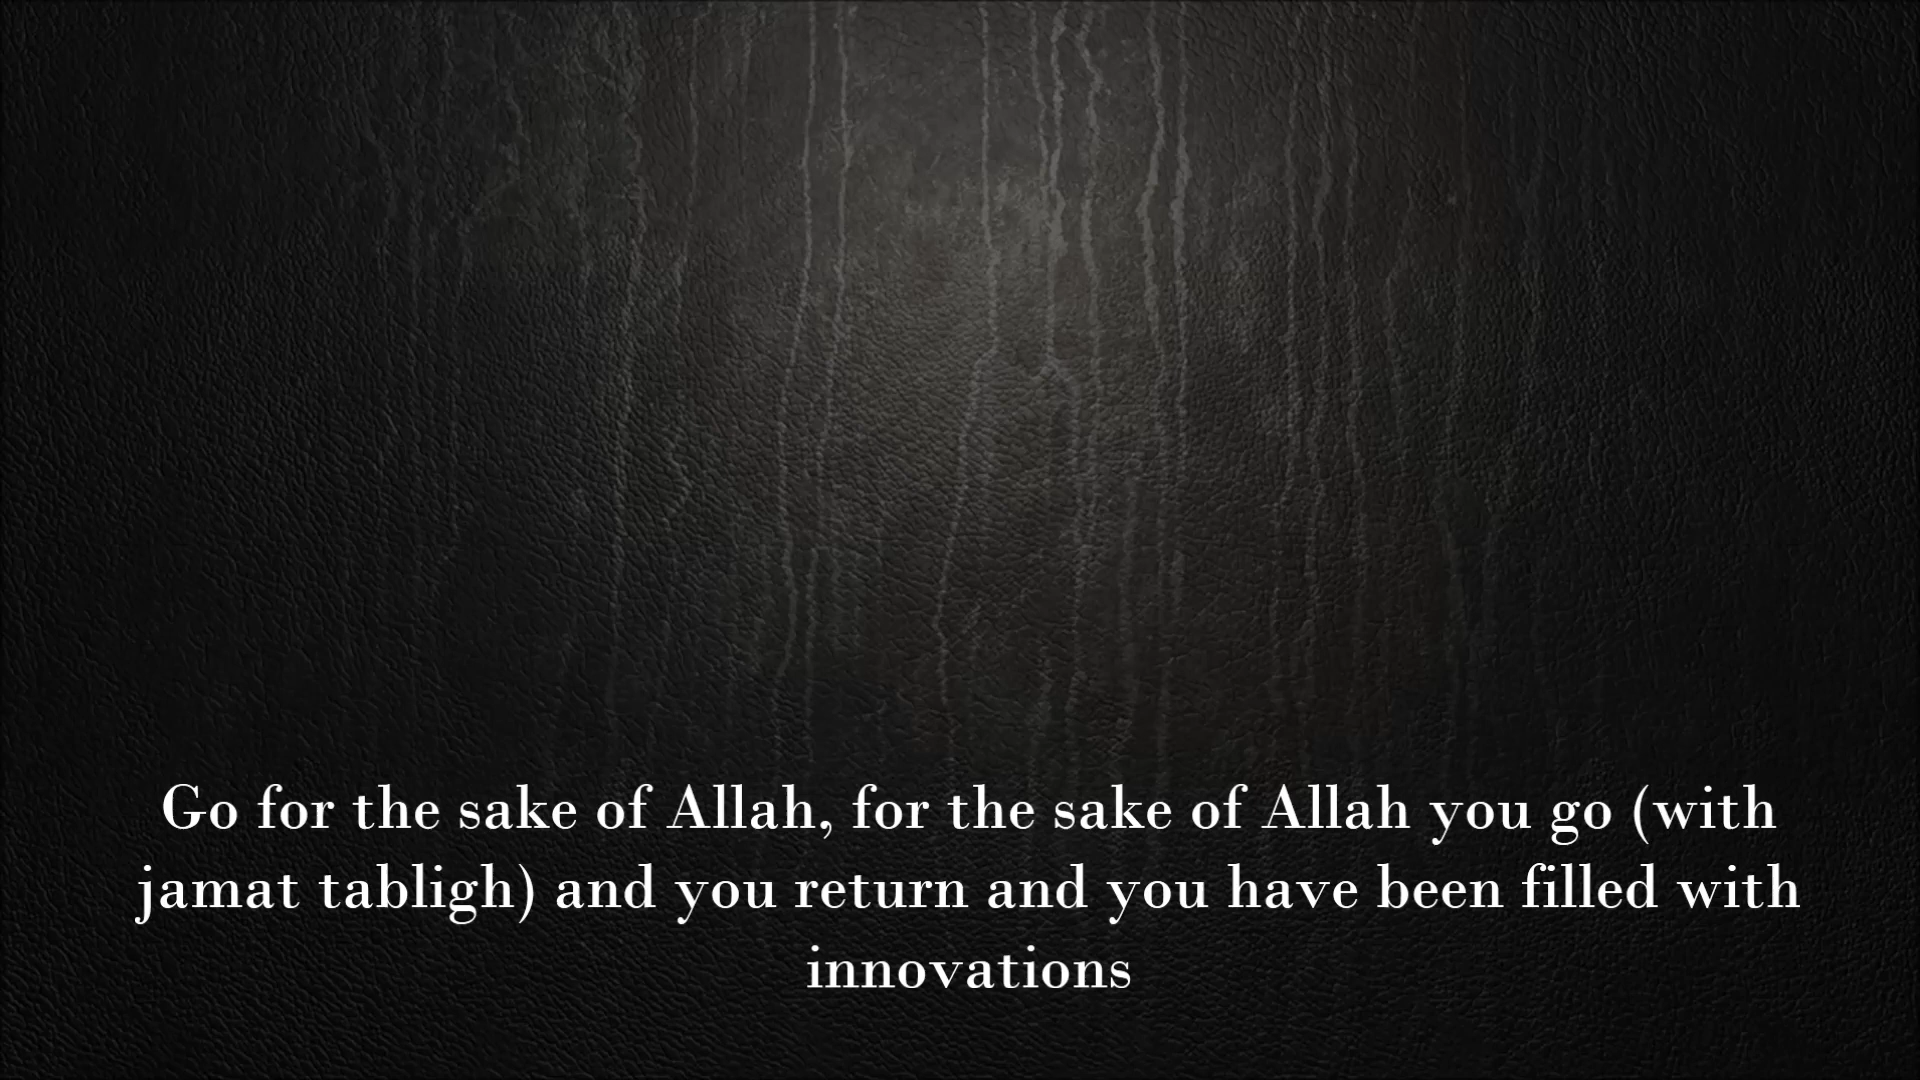 Go for the sake of Allah, for the sake of Allah you go (with
jamat tabligh) and you return and you have been filled with
innovations